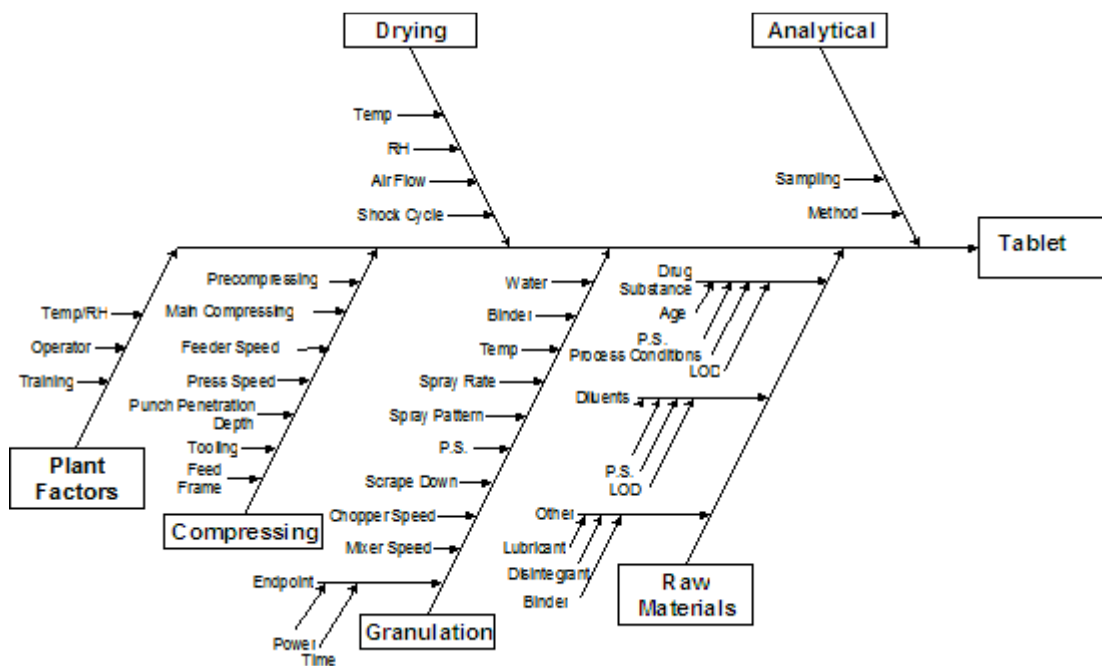 Drying
Analytical
Temp
RH
Air Flow
Shock Cycle
Sampling
Method
Tablet
Precompressing
Main Compressing
Feeder Speed
Press Speed
Punch Penetration
Depth
Tooling
Feed
Frame
Temp/RH
Operator
Training
Plant
Factors
Compressing
Water
Binder
Temp
Spray Rate
Spray Pattern
P.S.
Scrape Down
Chopper Speed
Mixer Speed
Endpoint
Power
Time
Granulation
Drug
Substance
Age
P.S.
Process Conditions
LOD
Diluents
P.S.
LOD
Other
Lubricant
Disintegrant
Binder
Raw
Materials